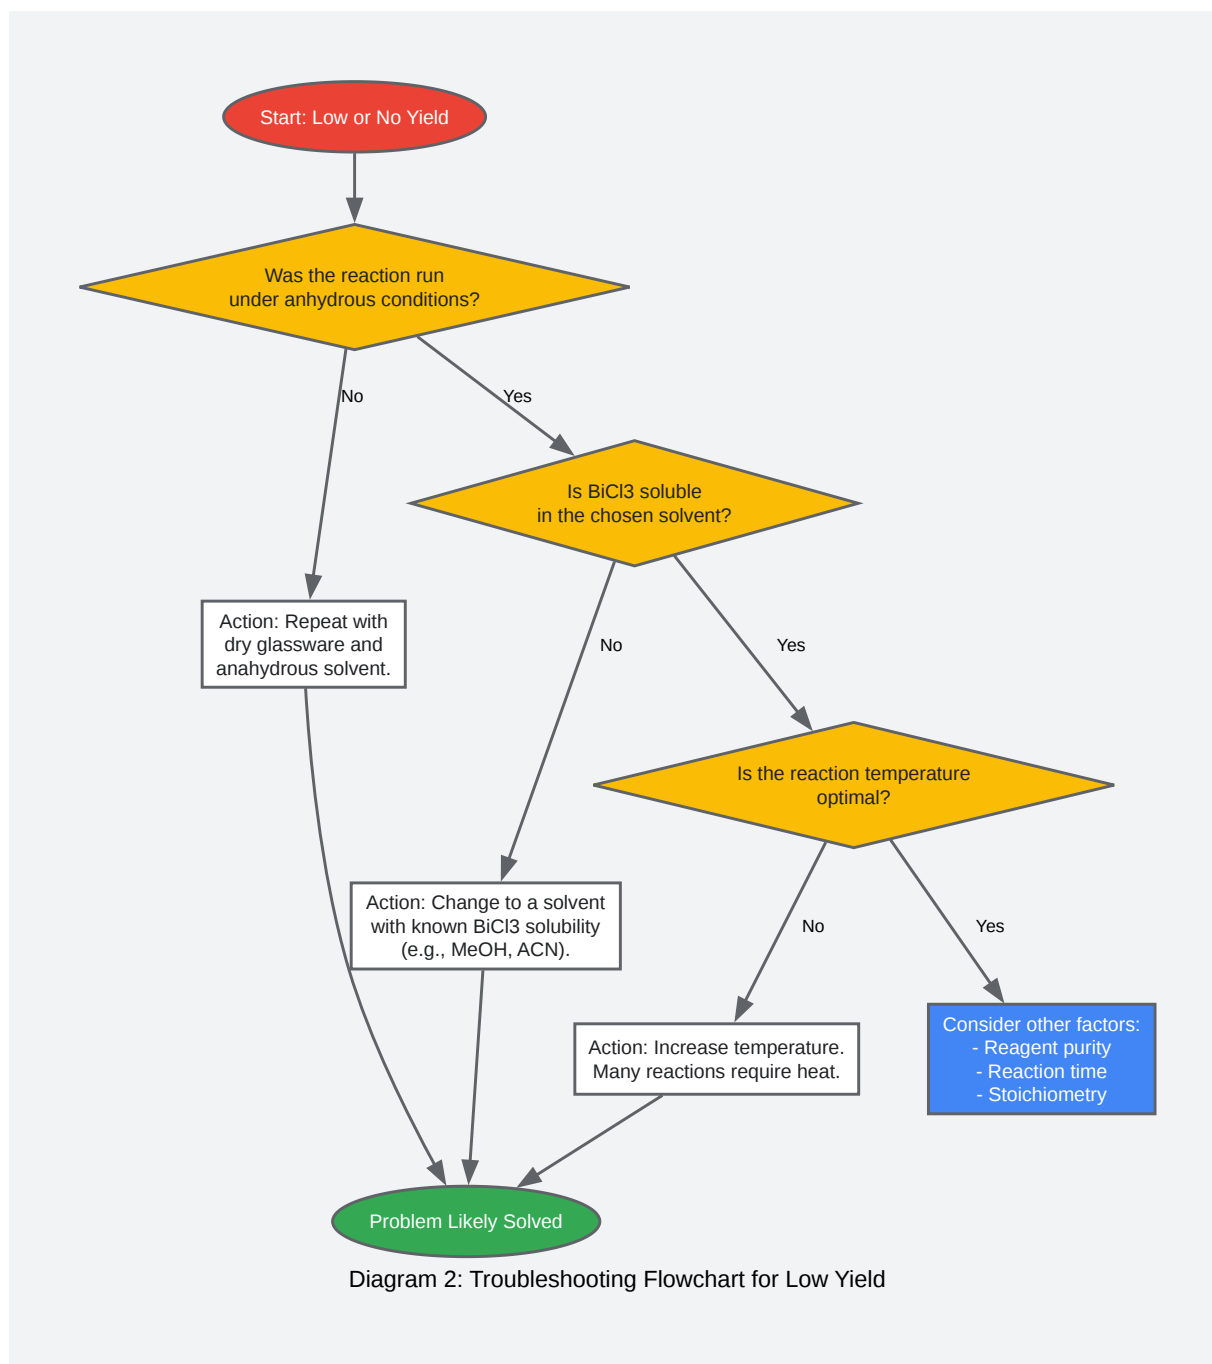 Start: Low or No Yield
Was the reaction run
under anhydrous conditions?
No
Yes
Is BiCl3 soluble
in the chosen solvent?
Action: Repeat with
dry glassware and
anahydrous solvent.
No
Yes
Is the reaction temperature
optimal?
Action: Change to a solvent
with known BiCl3 solubility
(e.g., MeOH, ACN).
No
Yes
Action: Increase temperature.
Many reactions require heat.
Consider other factors:
- Reagent purity
- Reaction time
- Stoichiometry
Problem Likely Solved
Diagram 2: Troubleshooting Flowchart for Low Yield